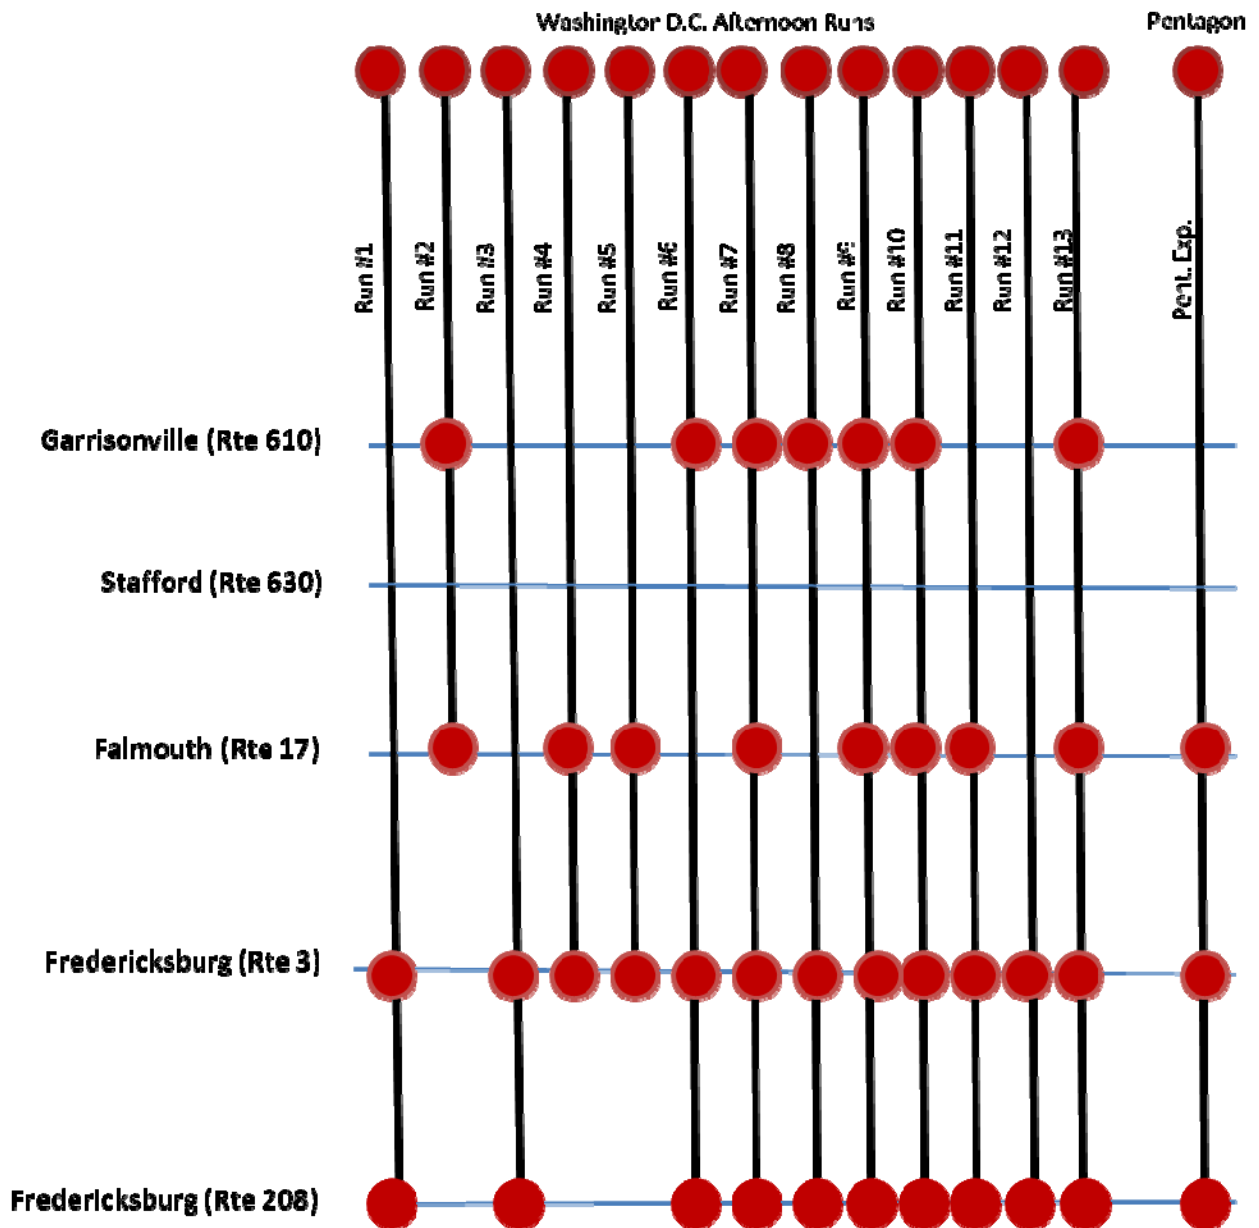 Washington D.C. Afternoon Runs
Pentagon
Run #1
Run #2
Run #3
Run #4
Run #5
Run #6
Run #7
Run #8
Run #9
Run #10
Run #11
Run #12
Run #13
Pent. Exp.
Garrisonville (Rte 610)
Stafford (Rte 630)
Falmouth (Rte 17)
Fredericksburg (Rte 3)
Fredericksburg (Rte 208)